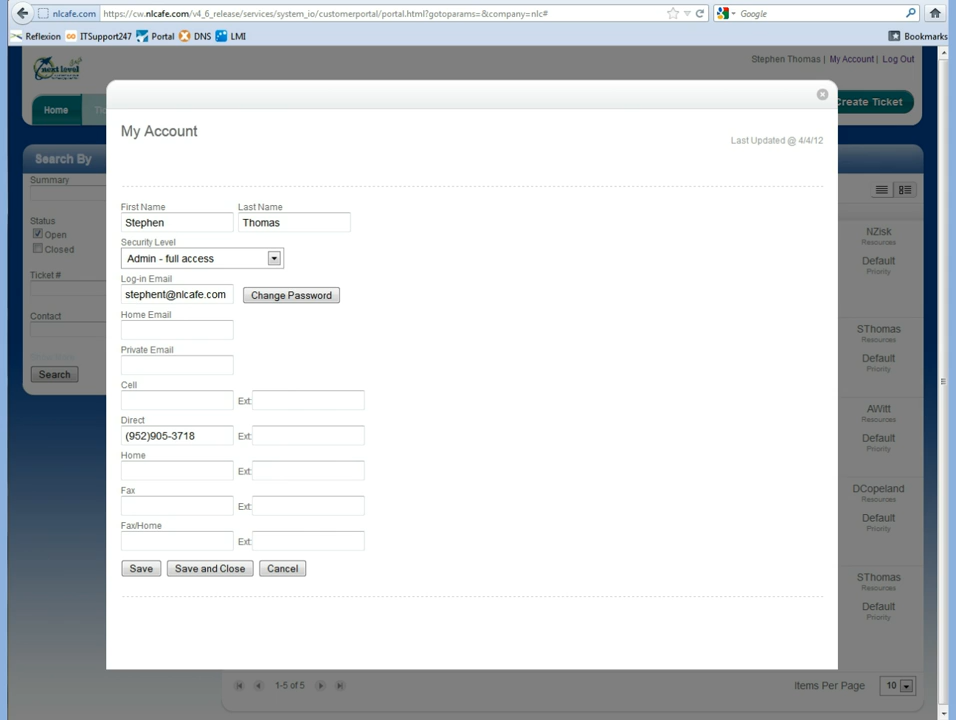 nlcafe.com https://cw.nlcafe.com/v4_6_release/services/system_io/customerportal/portal.html?gotoparams=&company=nlc# Google
Reflexion ITSupport247 Portal DNS LMI Bookmarks
next level
Stephen Thomas | My Account | Log Out
Home Create Ticket
My Account
Last Updated @ 4/4/12
Search By
Summary
Status
Open
Closed
Ticket #
Contact
Search
First Name Last Name
Stephen Thomas
Security Level
Admin - full access
Log-in Email
stephent@nlcafe.com Change Password
Home Email
Private Email
Cell
Ext:
Direct
(952)905-3718 Ext:
Home
Ext:
Fax
Ext:
Fax/Home
Ext:
Save Save and Close Cancel
NZisk
Resources
Default
Priority
SThomas
Resources
Default
Priority
AWitt
Resources
Default
Priority
DCopeland
Resources
Default
Priority
SThomas
Resources
Default
Priority
1-5 of 5 Items Per Page 10